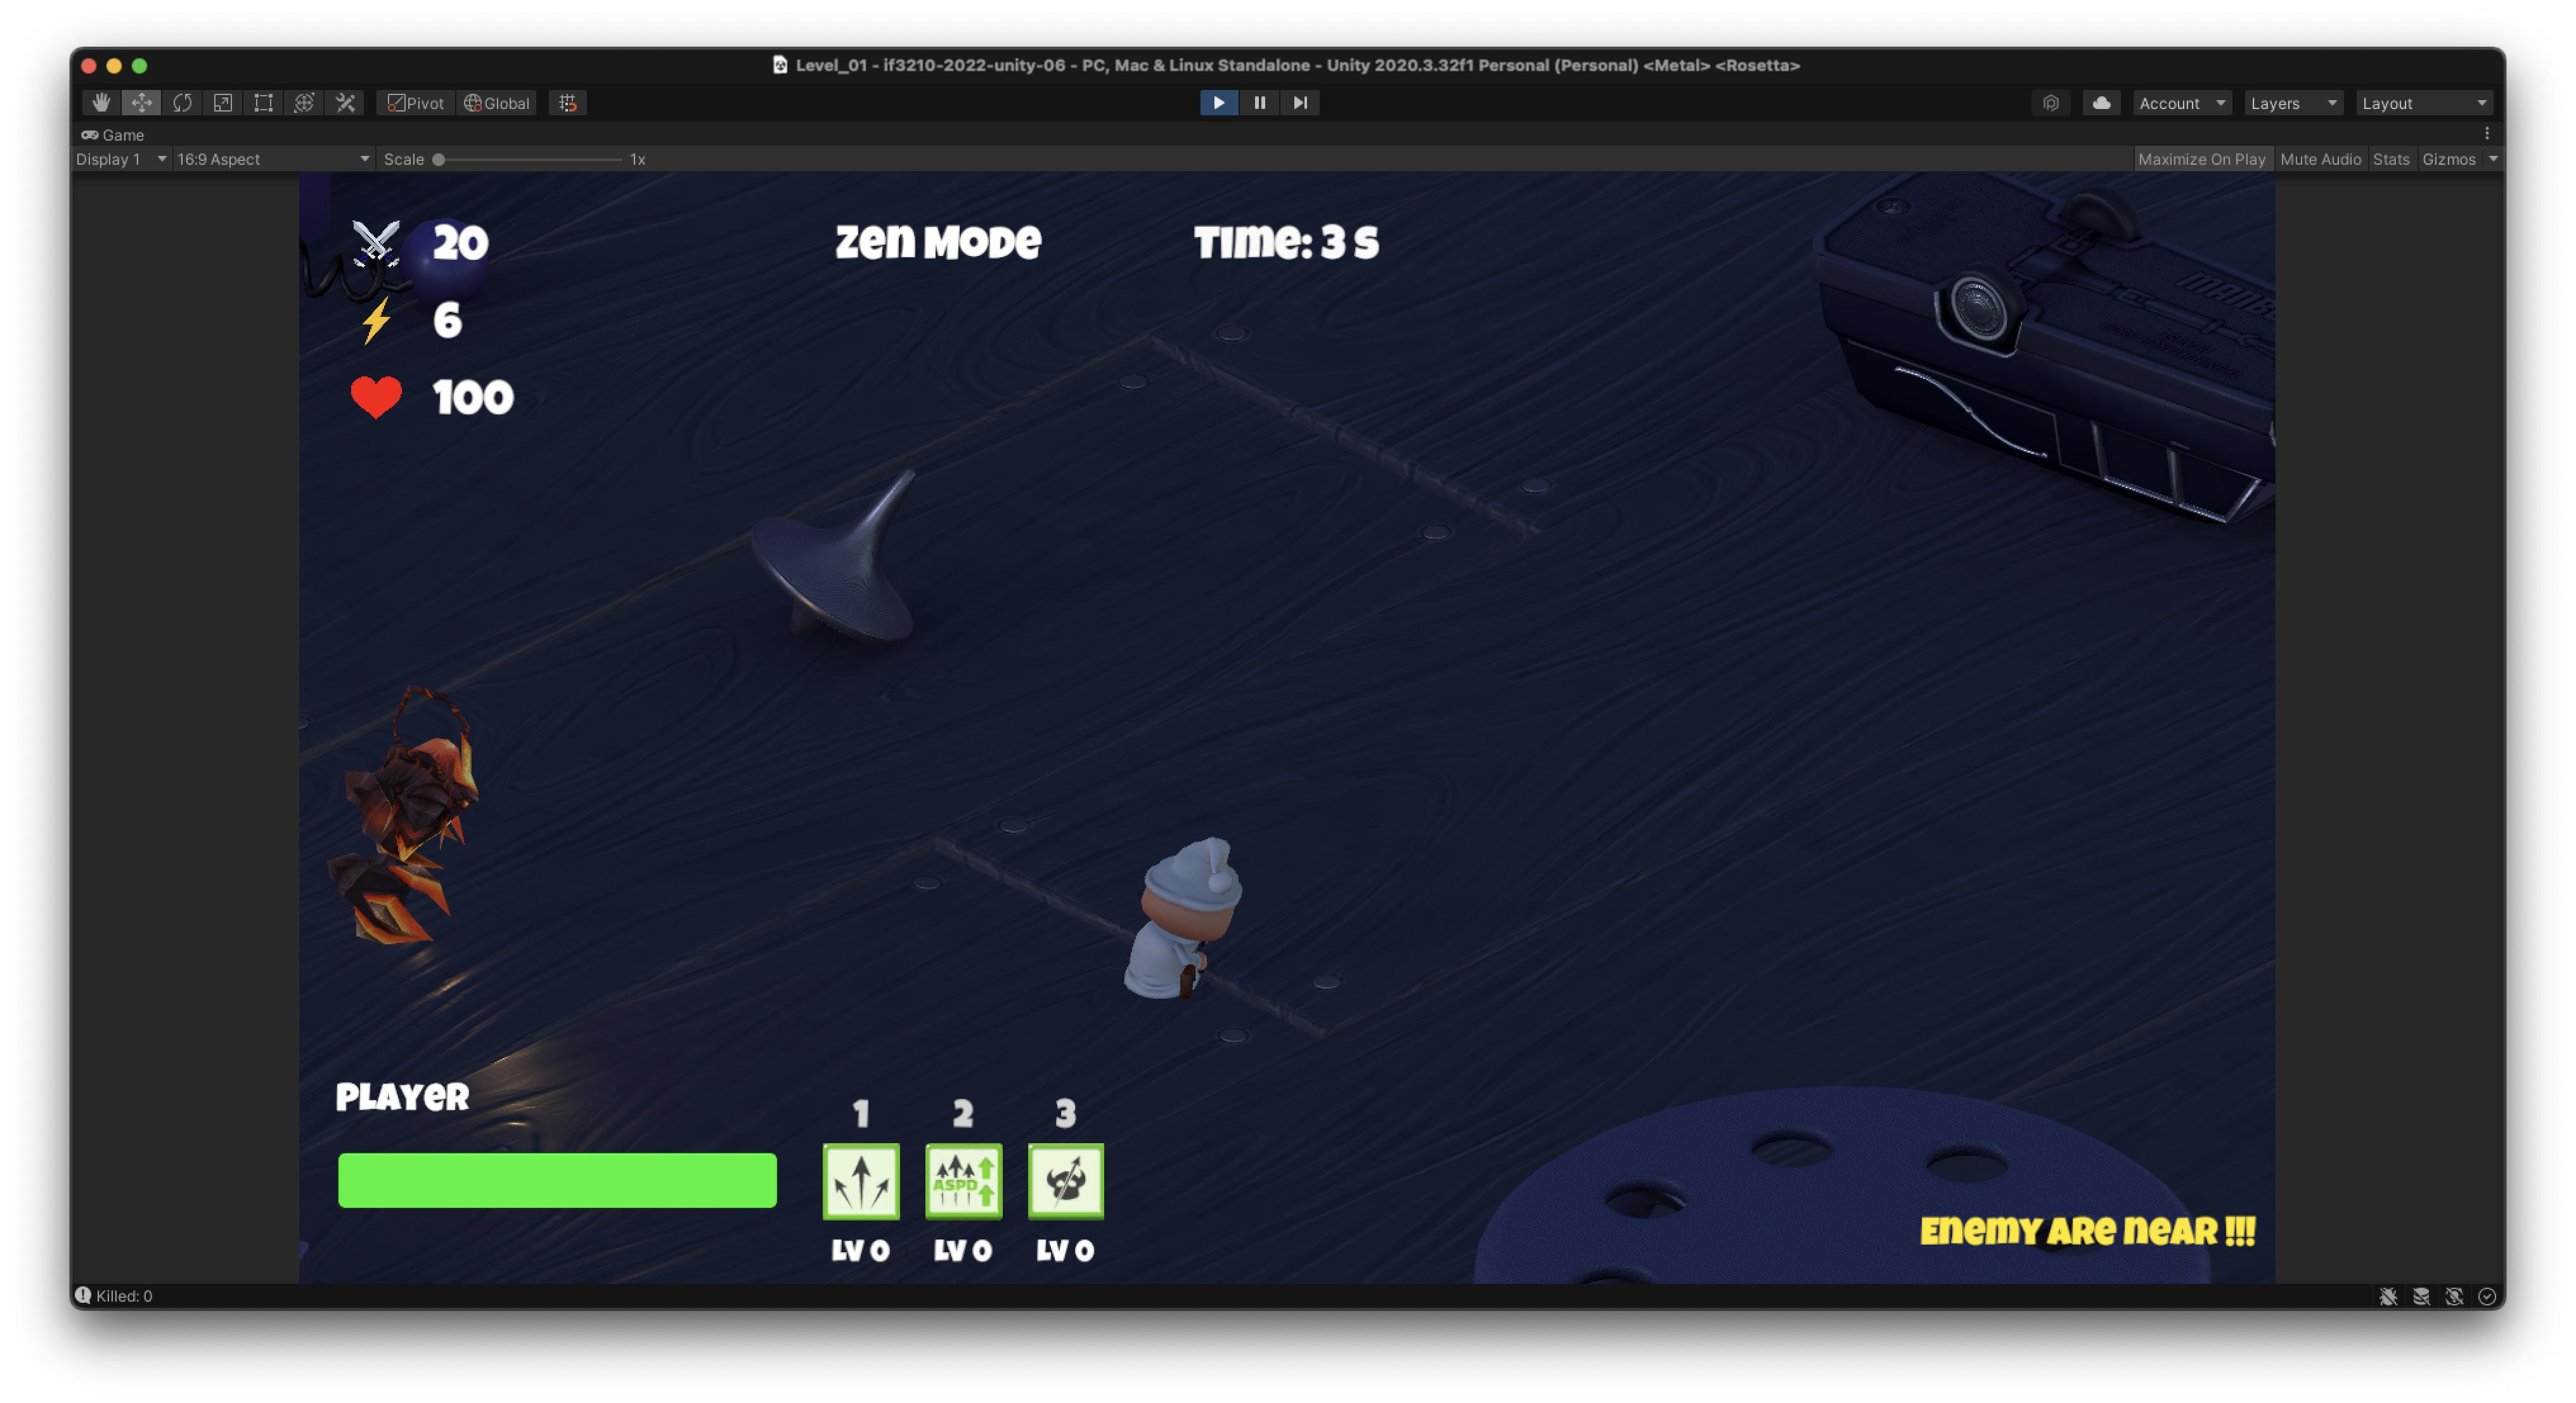 Level_01 - if3210-2022-unity-06 - PC, Mac & Linux Standalone - Unity 2020.3.32f1 Personal (Personal) <Metal> <Rosetta>
Pivot Global Account Layers Layout
Game
Display 1 16:9 Aspect Scale 1x Maximize On Play Mute Audio Stats Gizmos
20 Zen Mode Time: 3 s
6
100
Player
1 2 3
ASPD
LV 0 LV 0 LV 0
Enemy are near !!!
Killed: 0